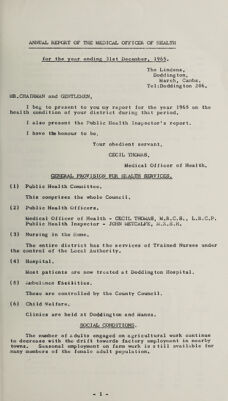 ANNUAL REPORT OF THE MEDICAL OFFICER OF HEALTH
for the year ending 31st December, 1965.
The Lindens,
Doddington,
March, Cambs.
Tel:Doddington 206.
MR.CHAIRMAN and GENTLEMEN,
I beg to present to you my report for the year 1965 on the
health condition of your district during that period.
I also present the Public Health Inspector's report.
I have the honour to be,
Your obedient servant,
CECIL THOMAS,
Medical Officer of Health.
GENERAL PROVISION FOR HEALTH SERVICES.
(1) Public Health Committee.
This comprises the whole Council.
(2) Public Health Officers.
Medical Officer of Health - CECIL THOMAS, M.R.C.S., L.R.C.P.
Public Health Inspector - JOHN METCALFE, M.R.S.H.
(3) Nursing in the Home.
The entire district has the services of Trained Nurses under
the control of the Local Authority.
(4) Hospital.
Most patients are now treated at Doddington Hospital.
(5) Ambulance Facilities.
These are controlled by the County Council.
(6) Child Welfare.
Clinics are held at Doddington and Manea.
SOCIAL CONDITIONS.
The number of adults engaged on agricultural work continue
to decrease with the drift towards factory employment in nearby
towns. Seasonal employment on farm work is still available for
many numbers of the female adult population.
- 1 -